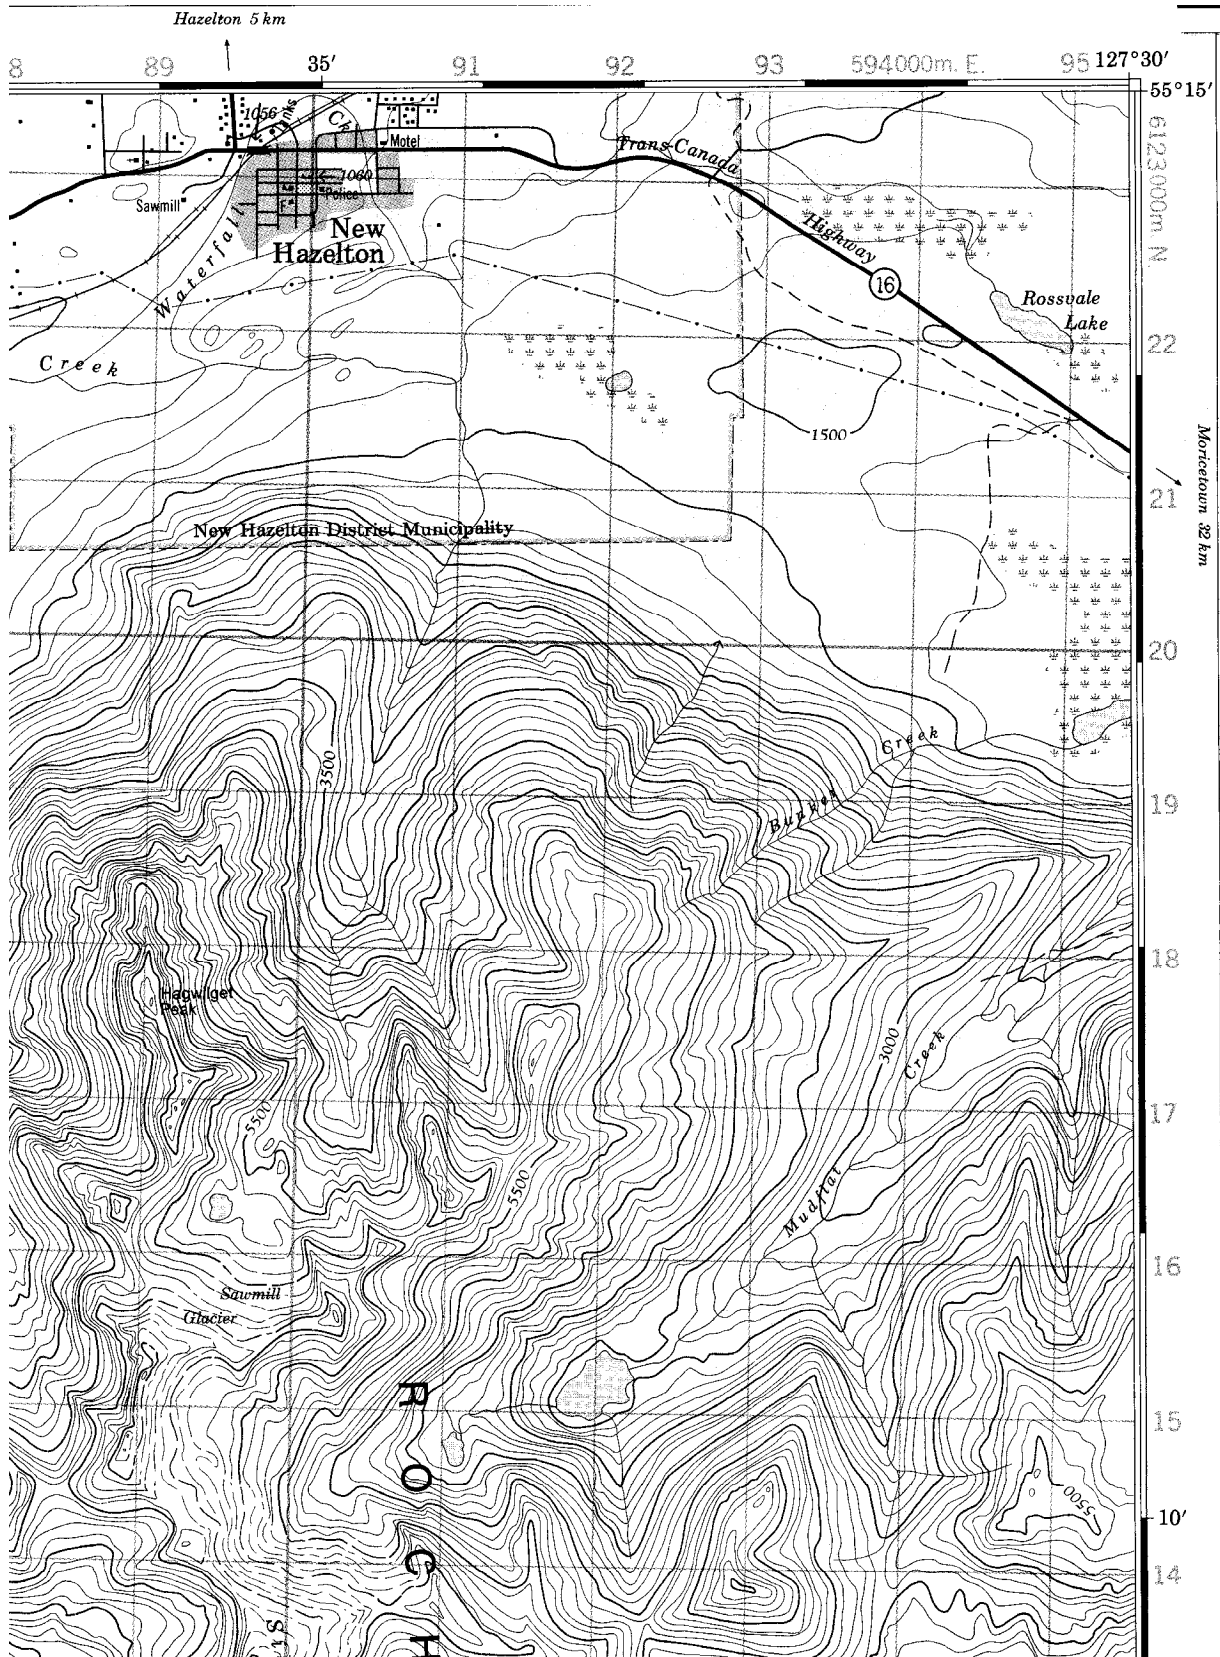 Hazelton 5 km
8
89
35'
91
92
93
594000m. E.
95
127°30'
55°15'
1056
Tanks
Ck
Motel
Trans-Canada
Highway
16
1060
Police
F
Sawmill
New
Hazelton
Waterfall
Creek
Rossvale
Lake
6123000m N
22
1500
Moricetown 32 km
21
New Hazelton District Municipality
20
3500
Creek
19
18
Hagwilget
Peak
3000
Creek
17
5500
5500
Mudflat
16
Sawmill
Glacier
R
15
O
5500
10'
C
14
S
H